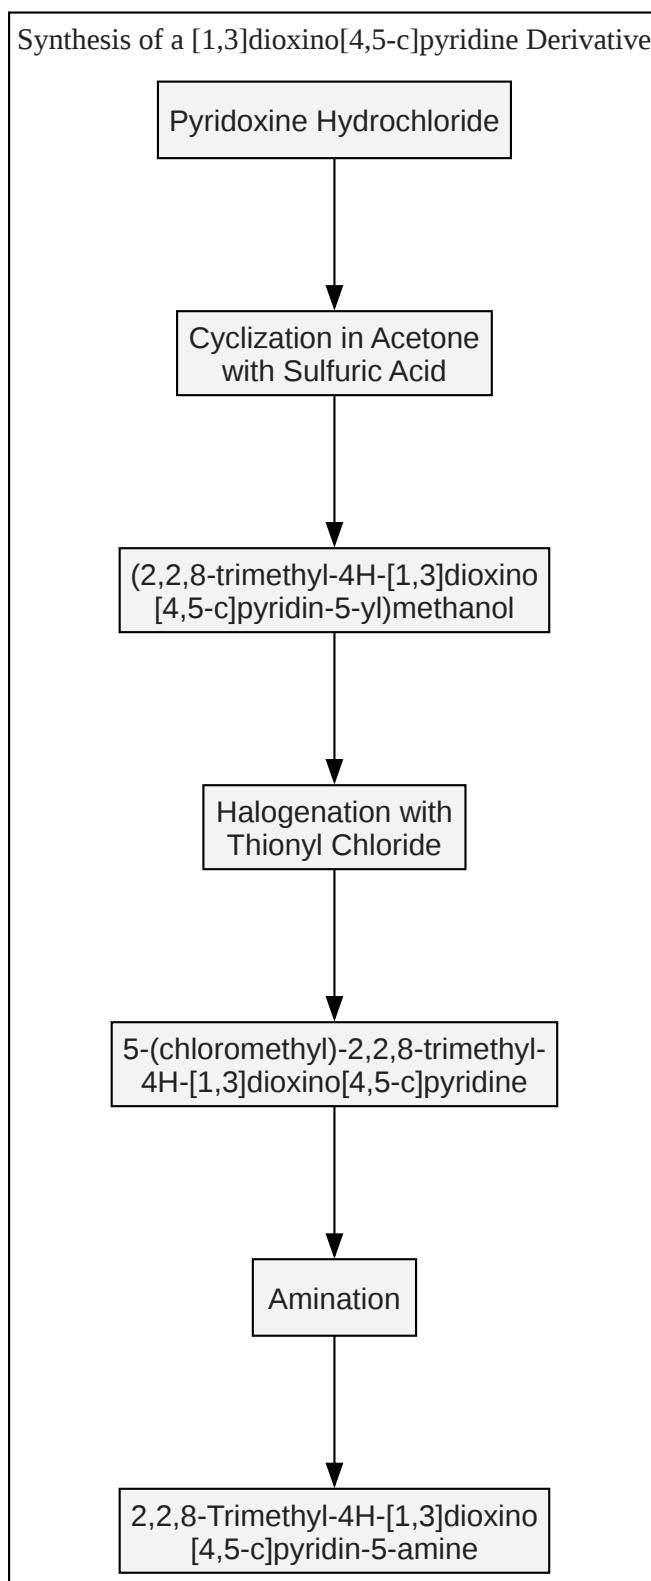 Synthesis of a [1,3]dioxino[4,5-c]pyridine Derivative
Pyridoxine Hydrochloride
Cyclization in Acetone
with Sulfuric Acid
(2,2,8-trimethyl-4H-[1,3]dioxino
[4,5-c]pyridin-5-yl)methanol
Halogenation with
Thionyl Chloride
5-(chloromethyl)-2,2,8-trimethyl-
4H-[1,3]dioxino[4,5-c]pyridine
Amination
2,2,8-Trimethyl-4H-[1,3]dioxino
[4,5-c]pyridin-5-amine